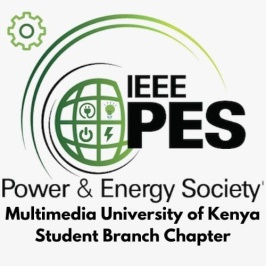 IEEE
PES
Power & Energy Society
Multimedia University of Kenya
Student Branch Chapter